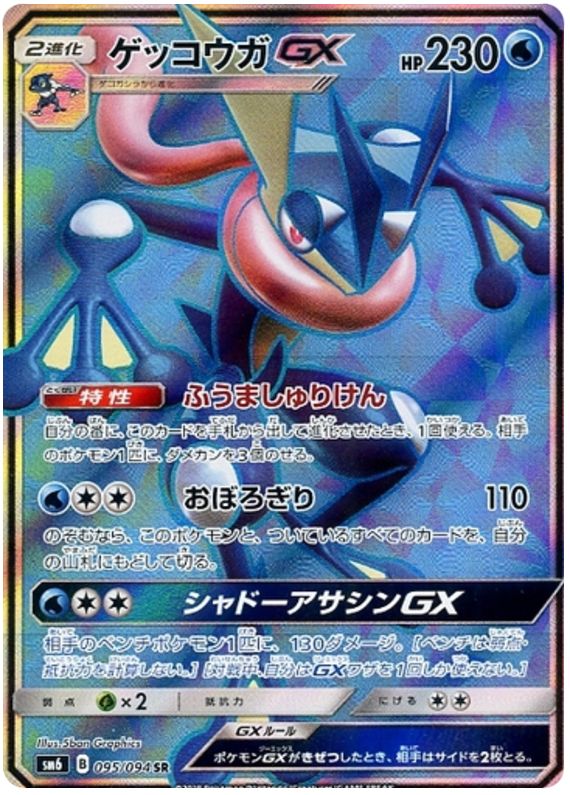 2進化 ゲッコウガGX HP230
ゲコガシラから進化
とくせい
特性 ふうましゅりけん
自分の番に、このカードを手札から出して進化させたとき、1回使える。相手
のポケモン1匹に、ダメカンを3個のせる。
おぼろぎり 110
のぞむなら、このポケモンと、ついているすべてのカードを、自分
の山札にもどして切る。
シャドーアサシンGX
相手のベンチポケモン1匹に、130ダメージ。[ベンチは弱点・
抵抗力を計算しない。][対戦中、自分はGXワザを1回しか使えない。]
弱点 ×2 抵抗力 にげる
Illus. 5ban Graphics
GXルール
sm6 B 095/094 SR
ポケモンGXがきぜつしたとき、相手はサイドを2枚とる。